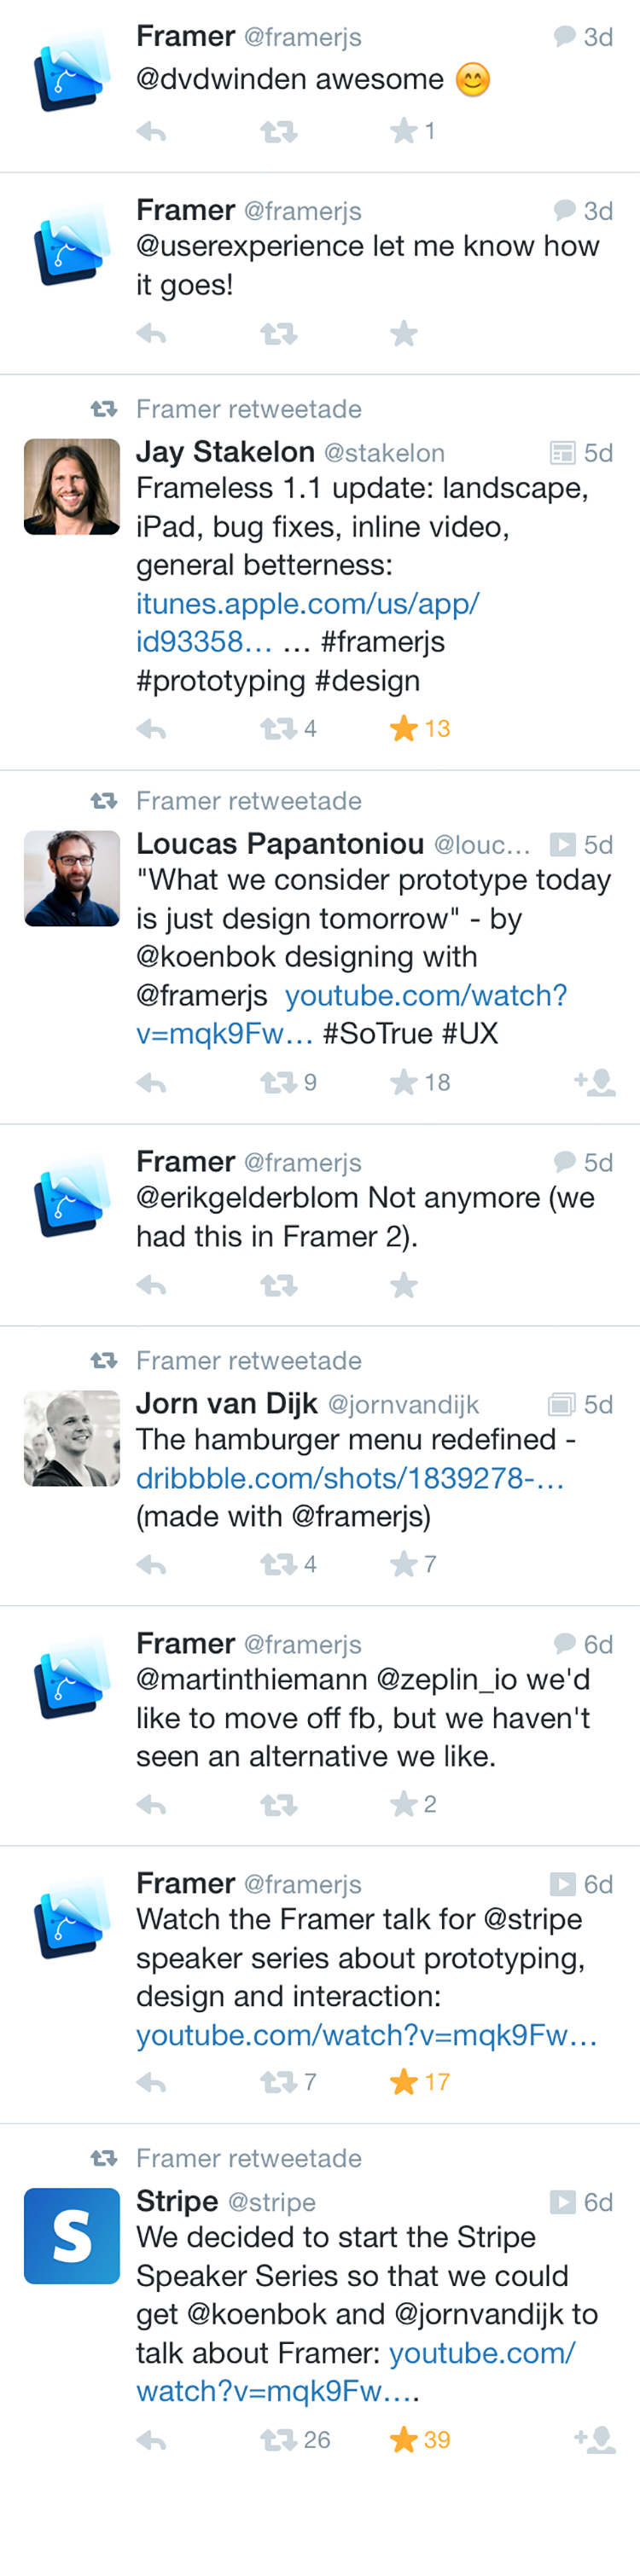 Framer @framerjs 3d
@dvdwinden awesome 😊
1
Framer @framerjs 3d
@userexperience let me know how
it goes!
Framer retweetade
Jay Stakelon @stakelon 5d
Frameless 1.1 update: landscape,
iPad, bug fixes, inline video,
general betterness:
itunes.apple.com/us/app/
id93358... ... #framerjs
#prototyping #design
4 13
Framer retweetade
Loucas Papantoniou @louc... 5d
"What we consider prototype today
is just design tomorrow" - by
@koenbok designing with
@framerjs youtube.com/watch?
v=mqk9Fw... #SoTrue #UX
9 18
Framer @framerjs 5d
@erikgelderblom Not anymore (we
had this in Framer 2).
Framer retweetade
Jorn van Dijk @jornvandijk 5d
The hamburger menu redefined -
dribbble.com/shots/1839278-...
(made with @framerjs)
4 7
Framer @framerjs 6d
@martinthiemann @zeplin_io we'd
like to move off fb, but we haven't
seen an alternative we like.
2
Framer @framerjs 6d
Watch the Framer talk for @stripe
speaker series about prototyping,
design and interaction:
youtube.com/watch?v=mqk9Fw...
7 17
Framer retweetade
S
Stripe @stripe 6d
We decided to start the Stripe
Speaker Series so that we could
get @koenbok and @jornvandijk to
talk about Framer: youtube.com/
watch?v=mqk9Fw....
26 39